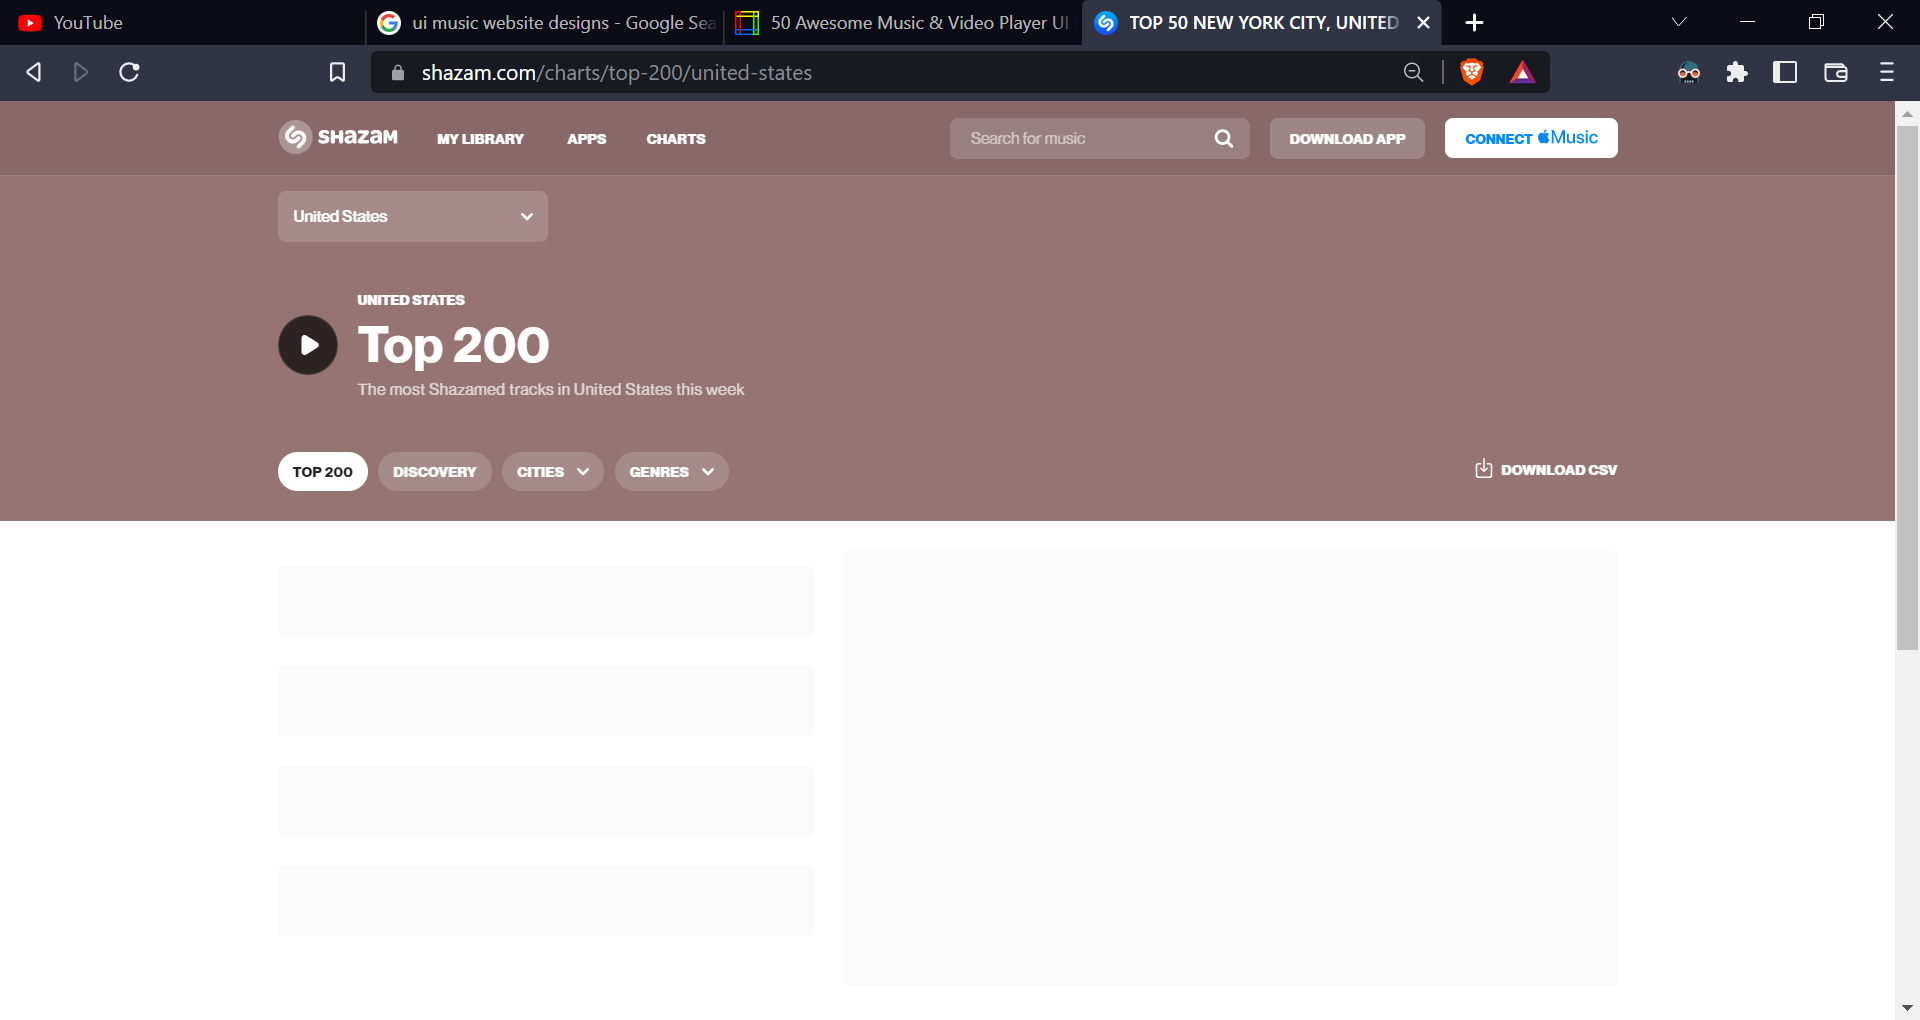 YouTube
ui music website designs - Google Sea
50 Awesome Music & Video Player UI
TOP 50 NEW YORK CITY, UNITED
shazam.com/charts/top-200/united-states
SHAZAM
MY LIBRARY
APPS
CHARTS
Search for music
DOWNLOAD APP
CONNECT Music
United States
UNITED STATES
Top 200
The most Shazamed tracks in United States this week
TOP 200
DISCOVERY
CITIES
GENRES
DOWNLOAD CSV